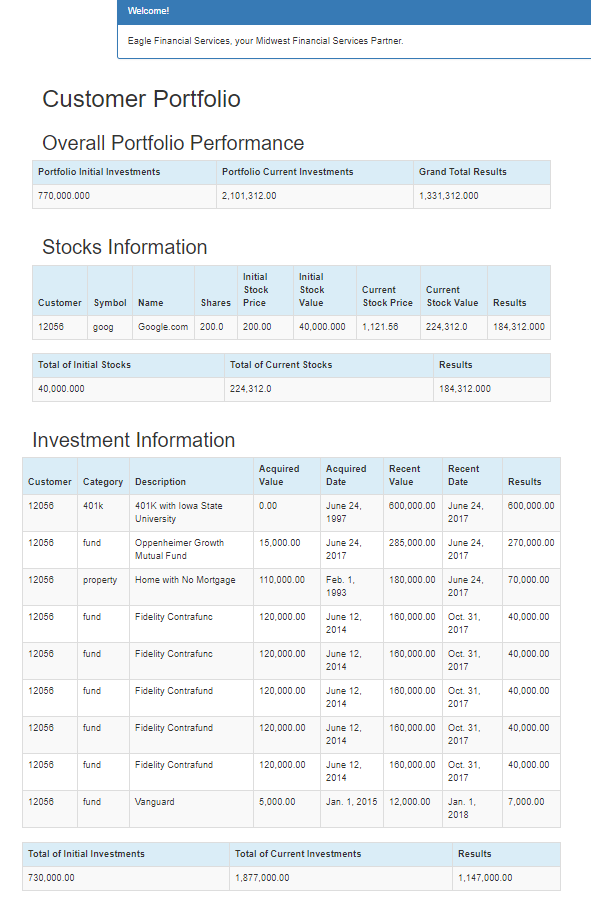 Welcome!
Eagle Financial Services, your Midwest Financial Services Partner.
Customer Portfolio
Overall Portfolio Performance
Portfolio Initial Investments Portfolio Current Investments Grand Total Results
770,000.000 2,101,312.00 1,331,312.000
Stocks Information
Customer Symbol Name Shares Initial Stock Price Initial Stock Value Current Stock Price Current Stock Value Results
12056 goog Google.com 200.0 200.00 40,000.000 1,121.56 224,312.0 184,312.000
Total of Initial Stocks Total of Current Stocks Results
40,000.000 224,312.0 184,312.000
Investment Information
Customer Category Description Acquired Value Acquired Date Recent Value Recent Date Results
12056 401k 401K with Iowa State University 0.00 June 24, 1997 600,000.00 June 24, 2017 600,000.00
12056 fund Oppenheimer Growth Mutual Fund 15,000.00 June 24, 2017 285,000.00 June 24, 2017 270,000.00
12056 property Home with No Mortgage 110,000.00 Feb. 1, 1993 180,000.00 June 24, 2017 70,000.00
12056 fund Fidelity Contrafunc 120,000.00 June 12, 2014 160,000.00 Oct. 31, 2017 40,000.00
12056 fund Fidelity Contrafunc 120,000.00 June 12, 2014 160,000.00 Oct. 31, 2017 40,000.00
12056 fund Fidelity Contrafund 120,000.00 June 12, 2014 160,000.00 Oct. 31, 2017 40,000.00
12056 fund Fidelity Contrafund 120,000.00 June 12, 2014 160,000.00 Oct. 31, 2017 40,000.00
12056 fund Fidelity Contrafund 120,000.00 June 12, 2014 160,000.00 Oct. 31, 2017 40,000.00
12056 fund Vanguard 5,000.00 Jan. 1, 2015 12,000.00 Jan. 1, 2018 7,000.00
Total of Initial Investments Total of Current Investments Results
730,000.00 1,877,000.00 1,147,000.00